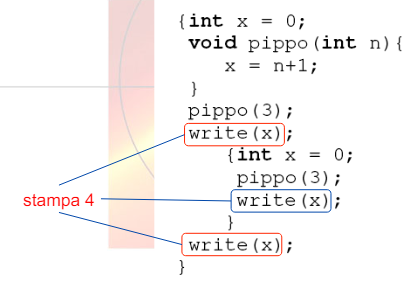 {int x = 0;
void pippo(int n){
x = n+1;
}
pippo(3);
write(x);
{int x = 0;
pippo(3);
stampa 4
write(x);
}
write(x);
}